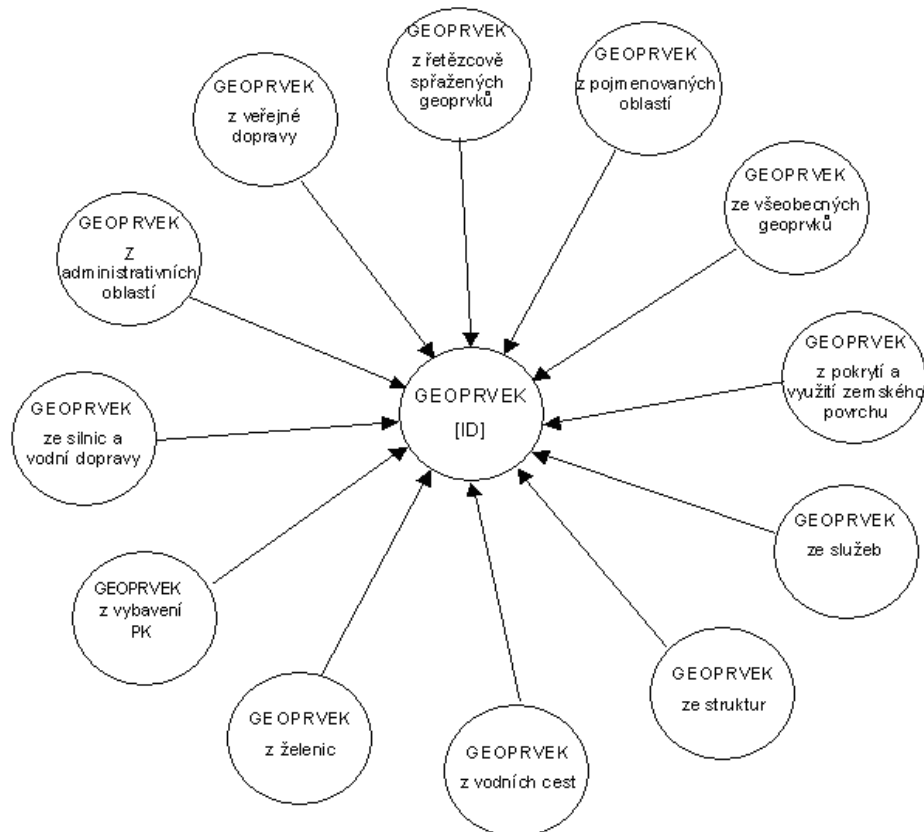 GEOPRVEK
z řetězcově
spřažených
geoprvků
GEOPRVEK
z pojmenovaných
oblastí
GEOPRVEK
z veřejné
dopravy
GEOPRVEK
ze všeobecných
geoprvků
GEOPRVEK
Z
administrativních
oblastí
GEOPRVEK
z pokrytí a
využití zemského
povrchu
GEOPRVEK
[ID]
GEOPRVEK
ze silnic a
vodní dopravy
GEOPRVEK
ze služeb
GEOPRVEK
z vybavení
PK
GEOPRVEK
ze struktur
GEOPRVEK
z želenic
GEOPRVEK
z vodních cest